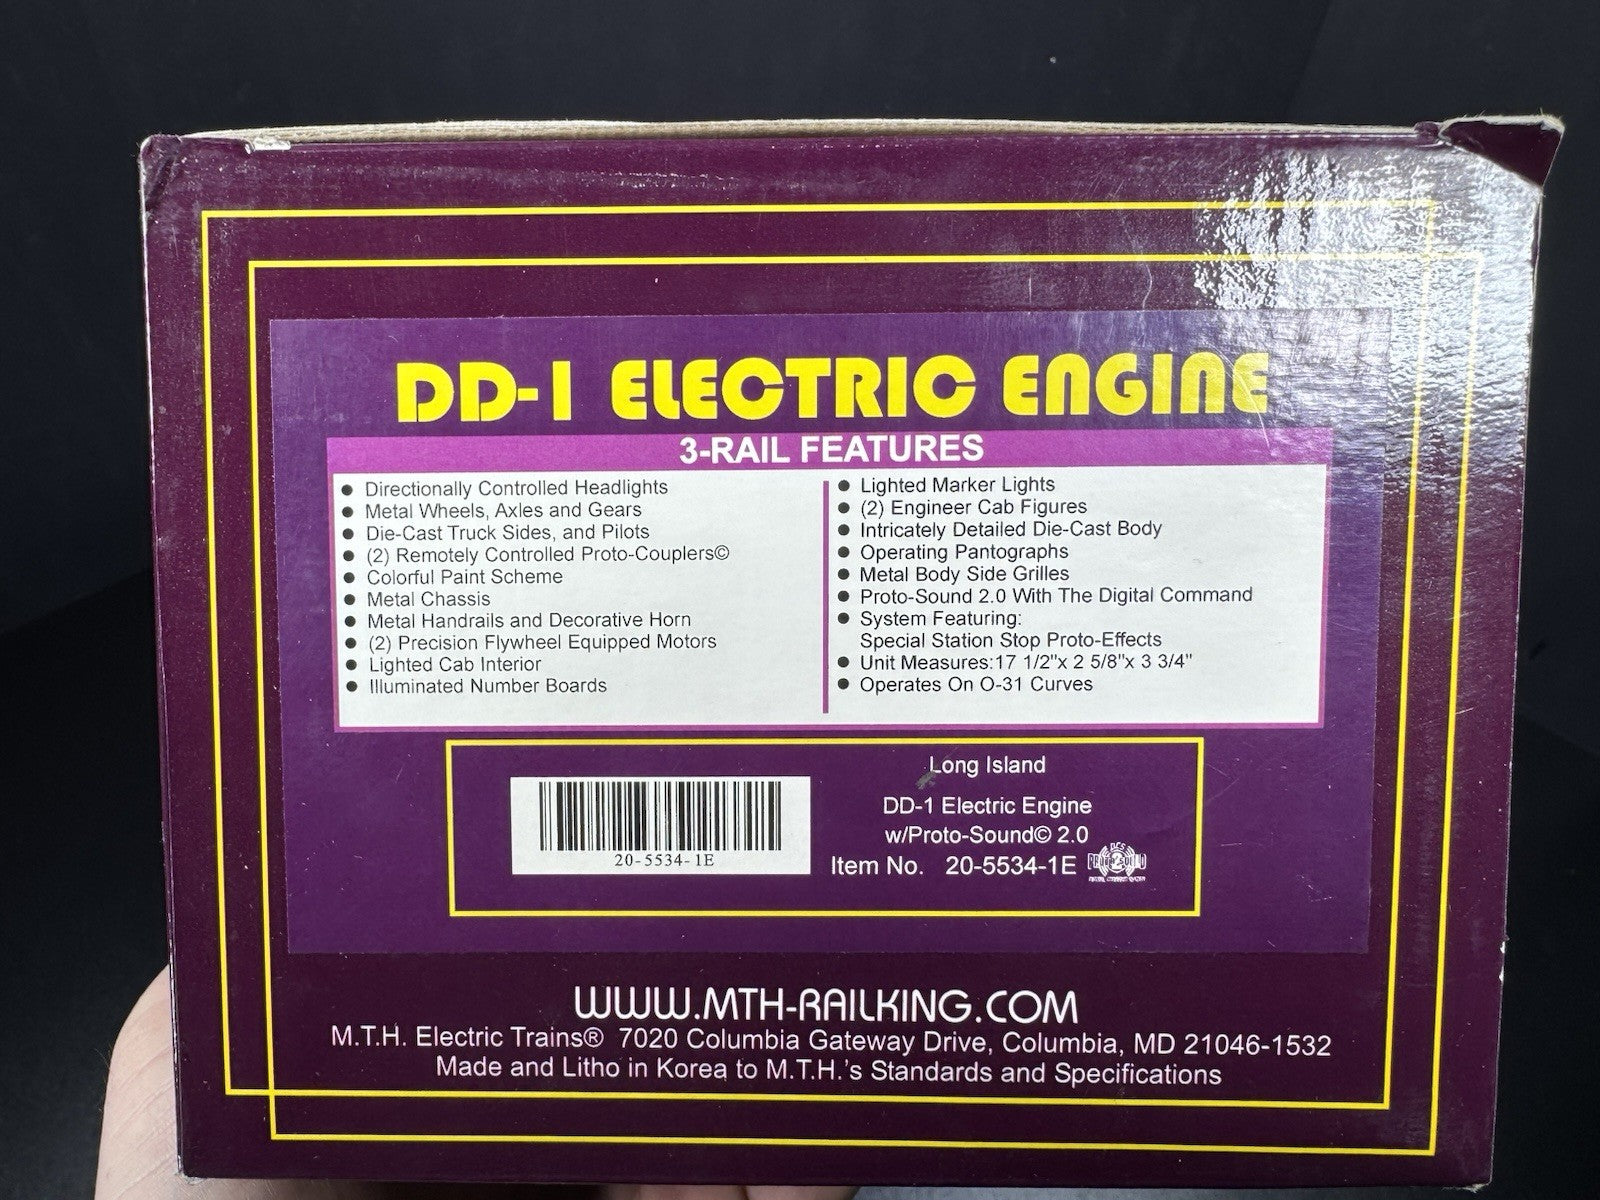 DD-1 ELECTRIC ENGINE
3-RAIL FEATURES
● Directionally Controlled Headlights
● Metal Wheels, Axles and Gears
● Die-Cast Truck Sides, and Pilots
● (2) Remotely Controlled Proto-Couplers©
● Colorful Paint Scheme
● Metal Chassis
● Metal Handrails and Decorative Horn
● (2) Precision Flywheel Equipped Motors
● Lighted Cab Interior
● Illuminated Number Boards
● Lighted Marker Lights
● (2) Engineer Cab Figures
● Intricately Detailed Die-Cast Body
● Operating Pantographs
● Metal Body Side Grilles
● Proto-Sound 2.0 With The Digital Command
● System Featuring:
Special Station Stop Proto-Effects
● Unit Measures:17 1/2"x 2 5/8"x 3 3/4"
● Operates On O-31 Curves
20-5534-1E
Long Island
DD-1 Electric Engine
w/Proto-Sound© 2.0
Item No. 20-5534-1E
WWW.MTH-RAILKING.COM
M.T.H. Electric Trains® 7020 Columbia Gateway Drive, Columbia, MD 21046-1532
Made and Litho in Korea to M.T.H.'s Standards and Specifications